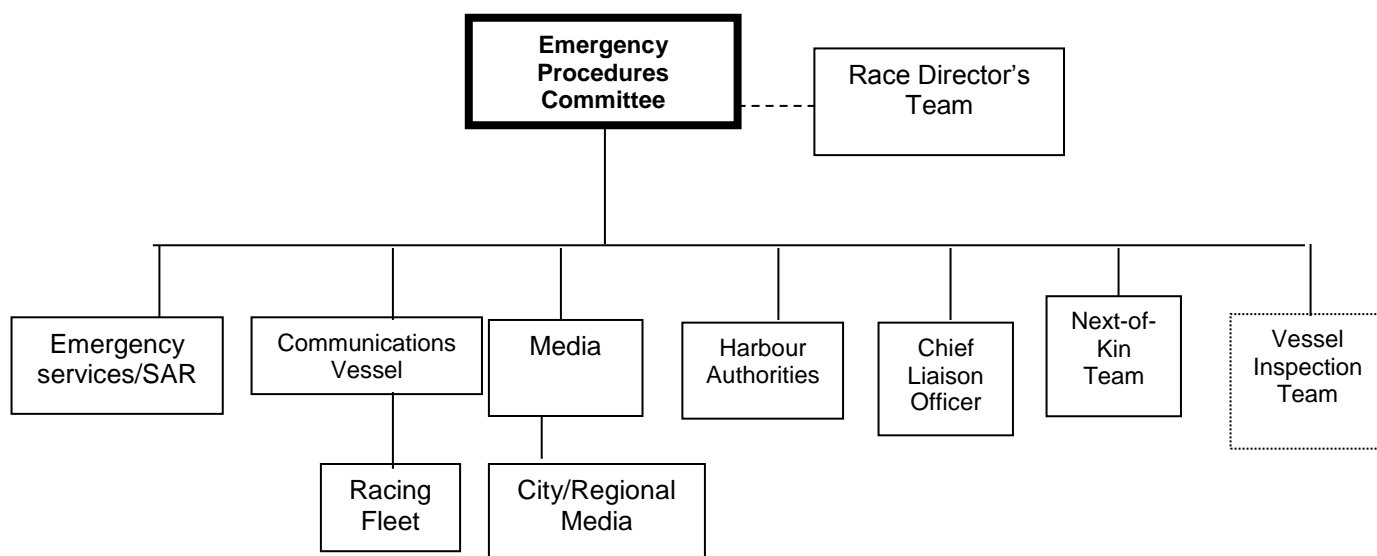 Emergency
Procedures
Committee
Race Director’s
Team
Emergency
services/SAR
Communications
Vessel
Media
Harbour
Authorities
Chief
Liaison
Officer
Next-of-
Kin
Team
Vessel
Inspection
Team
Racing
Fleet
City/Regional
Media